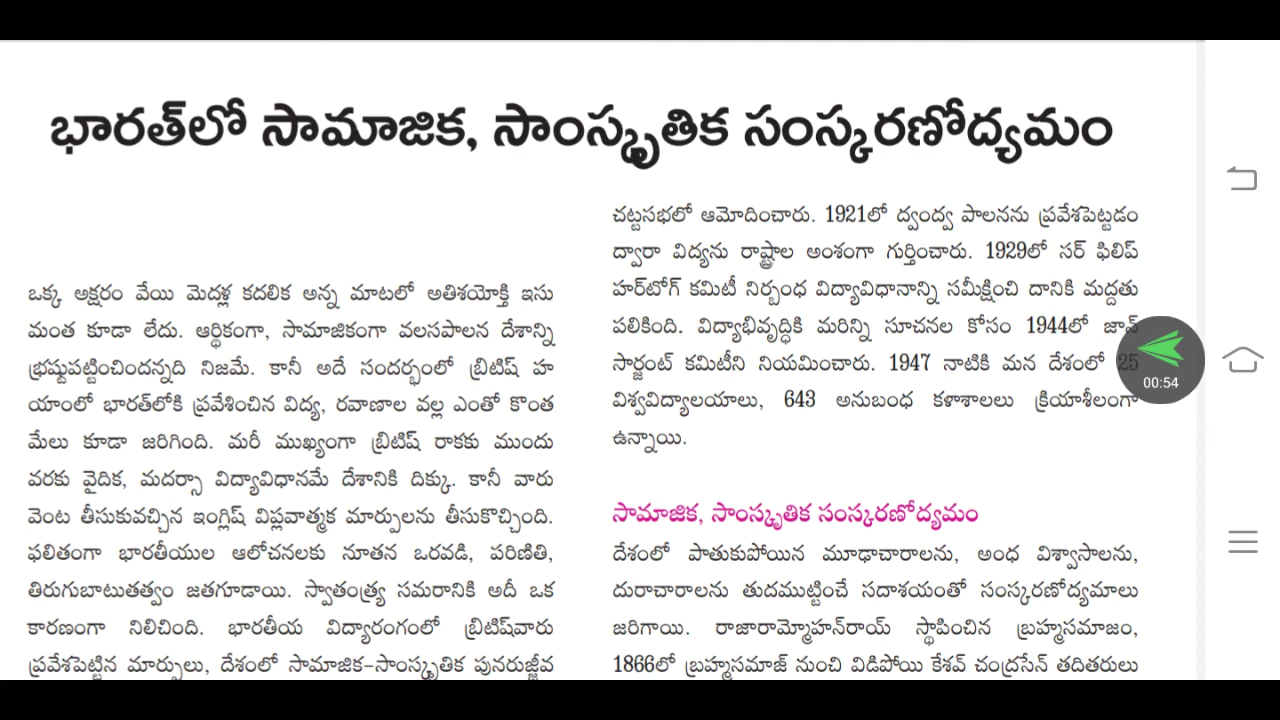 భారత్‌లో సామాజిక, సాంస్కృతిక సంస్కరణోద్యమం
ఒక్క అక్షరం వేయి మెదళ్ల కదలిక అన్న మాటలో అతిశయోక్తి ఇసు
మంత కూడా లేదు. ఆర్థికంగా, సామాజికంగా వలసపాలన దేశాన్ని
భ్రష్టుపట్టించిందన్నది నిజమే. కానీ అదే సందర్భంలో బ్రిటిష్ హ
యాంలో భారత్‌లోకి ప్రవేశించిన విద్య, రవాణాల వల్ల ఎంతో కొంత
మేలు కూడా జరిగింది. మరీ ముఖ్యంగా బ్రిటిష్ రాకకు ముందు
వరకు వైదిక, మదర్సా విద్యావిధానమే దేశానికి దిక్కు. కానీ వారు
వెంట తీసుకువచ్చిన ఇంగ్లిష్ విప్లవాత్మక మార్పులను తీసుకొచ్చింది.
ఫలితంగా భారతీయుల ఆలోచనలకు నూతన ఒరవడి, పరిణితి,
తిరుగుబాటుతత్వం జతగూడాయి. స్వాతంత్ర్య సమరానికి అదీ ఒక
కారణంగా నిలిచింది. భారతీయ విద్యారంగంలో బ్రిటిష్‌వారు
ప్రవేశపెట్టిన మార్పులు, దేశంలో సామాజిక-సాంస్కృతిక పునరుజ్జీవ
చట్టసభలో ఆమోదించారు. 1921లో ద్వంద్వ పాలనను ప్రవేశపెట్టడం
ద్వారా విద్యను రాష్ట్రాల అంశంగా గుర్తించారు. 1929లో సర్ ఫిలిప్
హర్‌టోగ్ కమిటీ నిర్బంధ విద్యావిధానాన్ని సమీక్షించి దానికి మద్దతు
పలికింది. విద్యాభివృద్ధికి మరిన్ని సూచనల కోసం 1944లో జాన్
సార్జంట్ కమిటీని నియమించారు. 1947 నాటికి మన దేశంలో 25
విశ్వవిద్యాలయాలు, 643 అనుబంధ కళాశాలలు క్రియాశీలంగా
ఉన్నాయి.
సామాజిక, సాంస్కృతిక సంస్కరణోద్యమం
దేశంలో పాతుకుపోయిన మూఢాచారాలను, అంధ విశ్వాసాలను,
దురాచారాలను తుదముట్టించే సదాశయంతో సంస్కరణోద్యమాలు
జరిగాయి. రాజారామ్మోహన్‌రాయ్ స్థాపించిన బ్రహ్మసమాజం,
1866లో బ్రహ్మసమాజ్ నుంచి విడిపోయి కేశవ్ చంద్రసేన్ తదితరులు
00:54